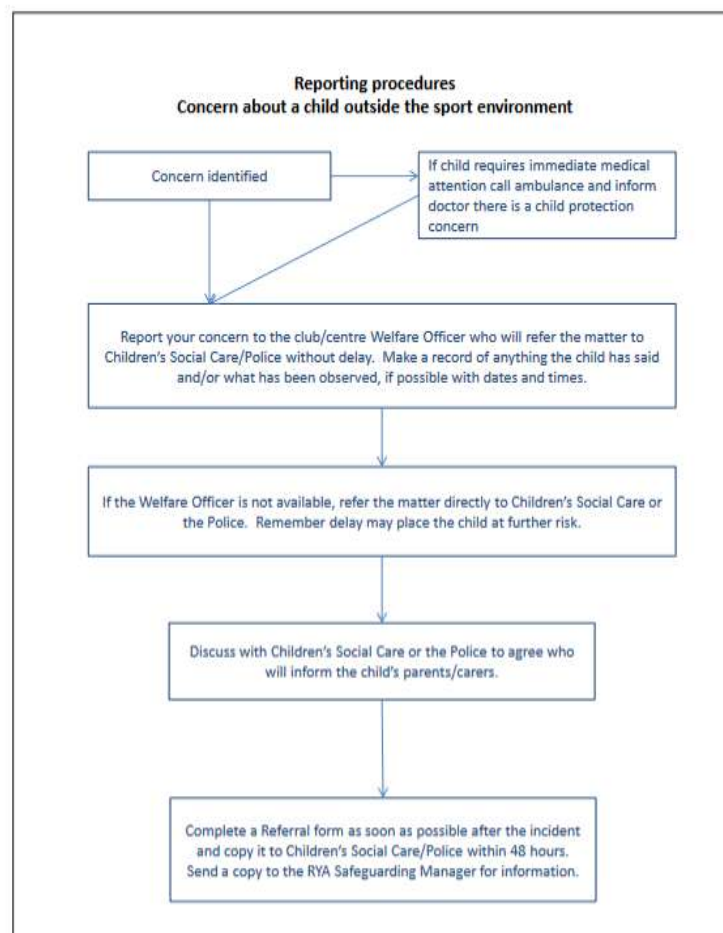 Reporting procedures
Concern about a child outside the sport environment
Concern identified
If child requires immediate medical
attention call ambulance and inform
doctor there is a child protection
concern
Report your concern to the club/centre Welfare Officer who will refer the matter to
Children's Social Care/Police without delay.  Make a record of anything the child has said
and/or what has been observed, if possible with dates and times.
If the Welfare Officer is not available, refer the matter directly to Children's Social Care or
the Police.  Remember delay may place the child at further risk.
Discuss with Children's Social Care or the Police to agree who
will inform the child's parents/carers.
Complete a Referral form as soon as possible after the incident
and copy it to Children's Social Care/Police within 48 hours.
Send a copy to the RYA Safeguarding Manager for information.